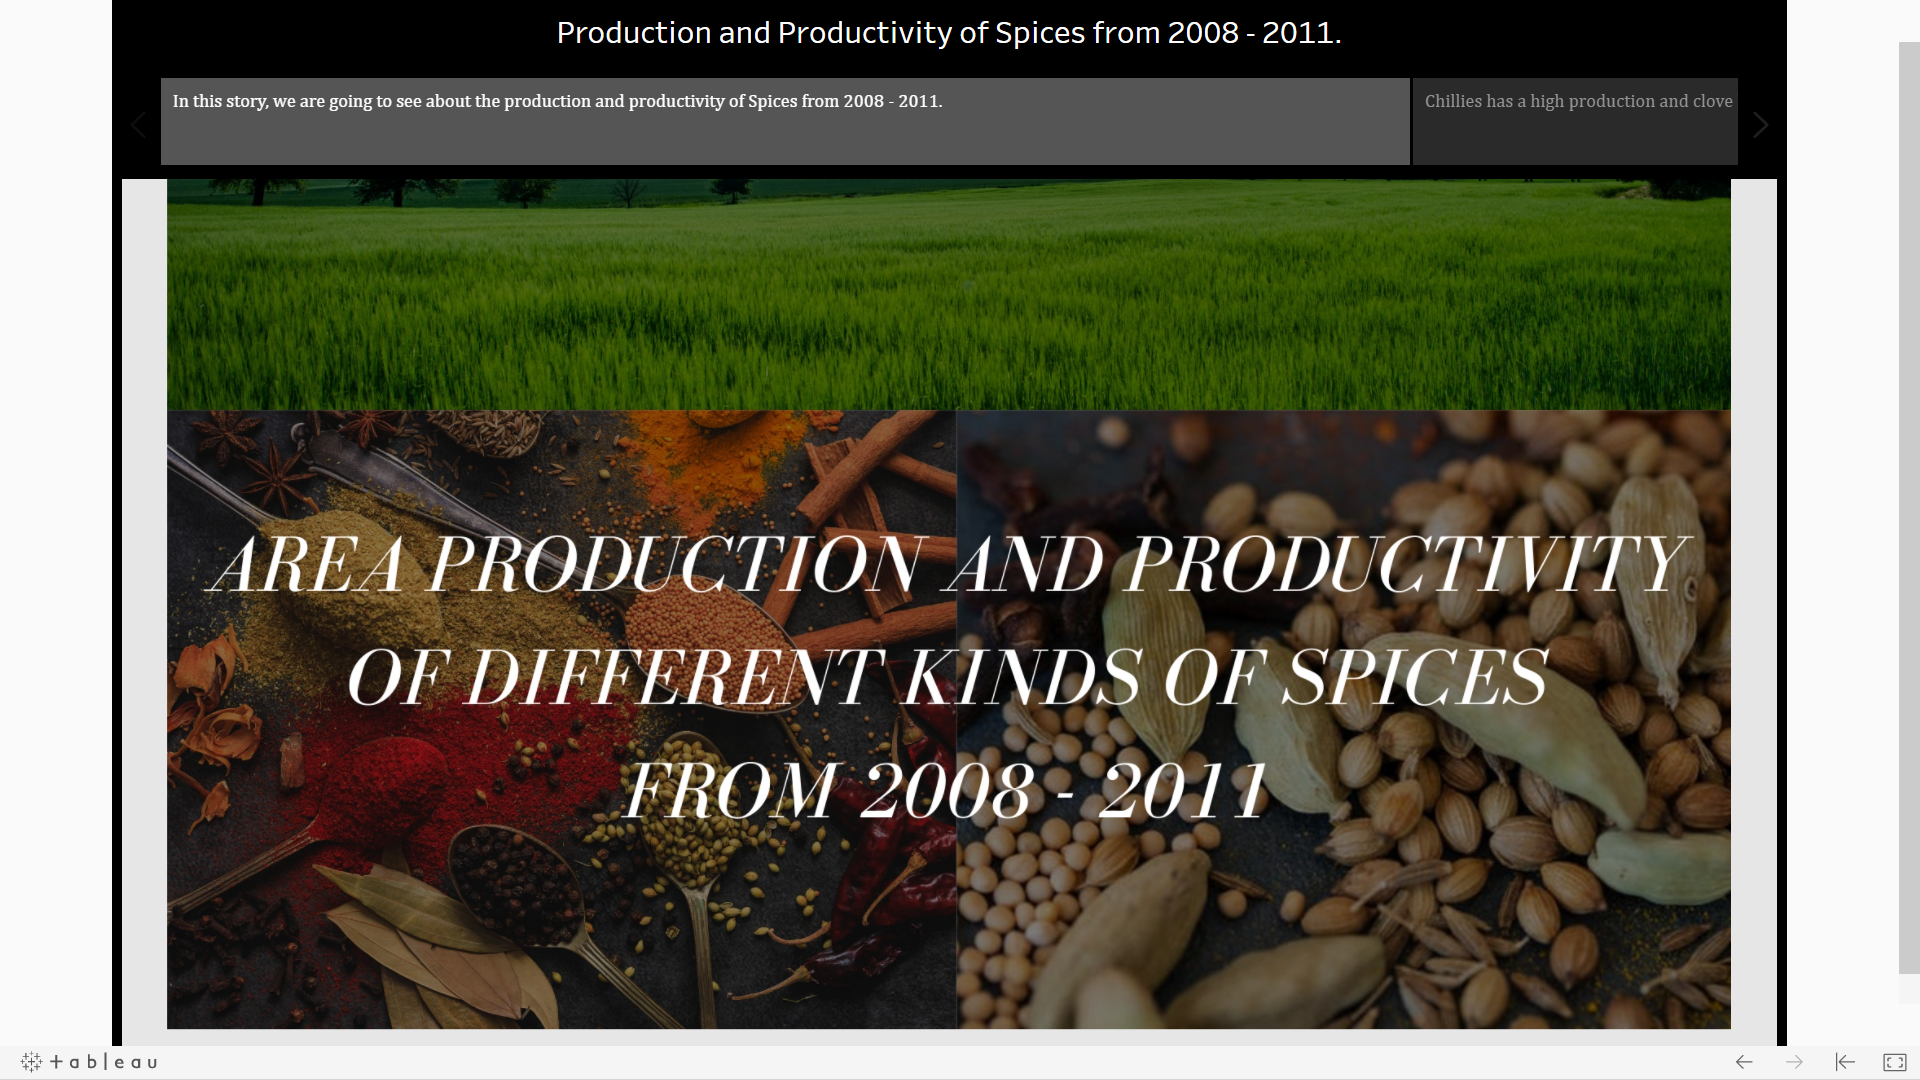 Production and Productivity of Spices from 2008 - 2011.
In this story, we are going to see about the production and productivity of Spices from 2008 - 2011.
Chillies has a high production and clove
AREA PRODUCTION AND PRODUCTIVITY
OF DIFFERENT KINDS OF SPICES
FROM 2008 - 2011
+ableau